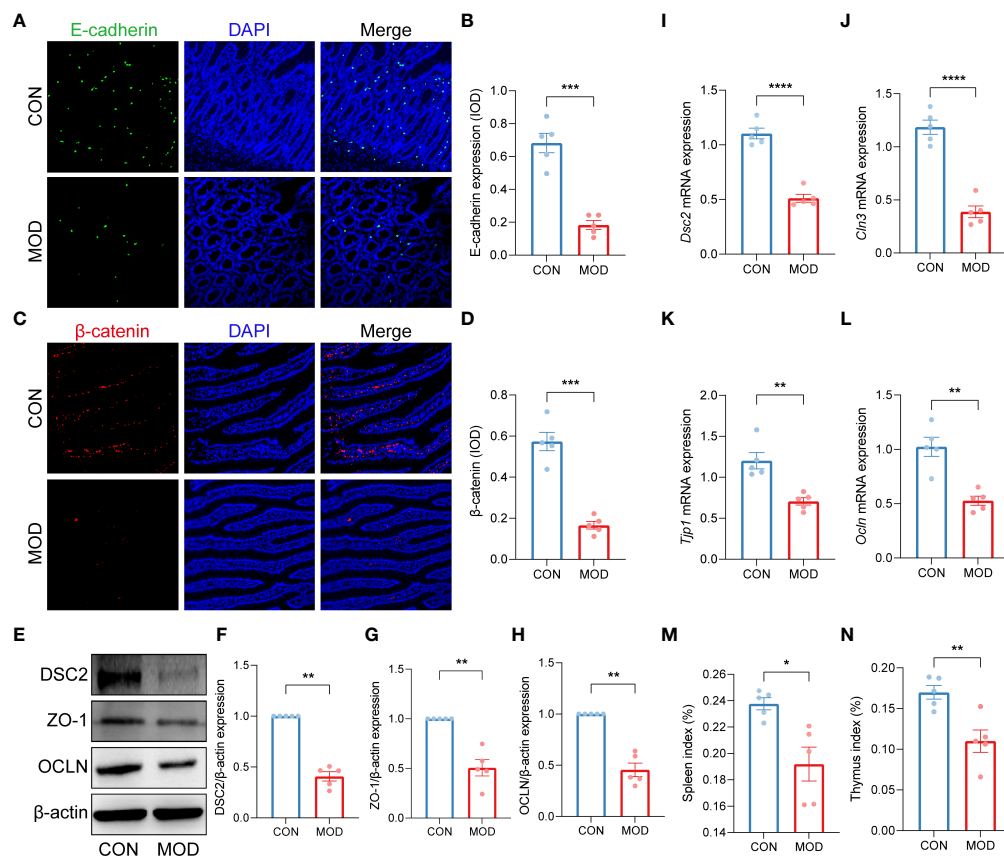 A
E-cadherin
DAPI
Merge
CON
MOD
B
E-cadherin expression (IOD)
1.0
0.8
0.6
0.4
0.2
0.0
***
CON
MOD
I
Dsc2 mRNA expression
1.5
1.0
0.5
0.0
****
CON
MOD
J
Cln3 mRNA expression
1.5
1.0
0.5
0.0
****
CON
MOD
C
β-catenin
DAPI
Merge
CON
MOD
D
β-catenin (IOD)
0.8
0.6
0.4
0.2
0.0
***
CON
MOD
K
Tjp1 mRNA expression
2.0
1.5
1.0
0.5
0.0
**
CON
MOD
L
Ocln mRNA expression
1.5
1.0
0.5
0.0
**
CON
MOD
E
DSC2
ZO-1
OCLN
β-actin
CON
MOD
F
DSC2/β-actin expression
1.5
1.0
0.5
0.0
**
CON
MOD
G
ZO-1/β-actin expression
1.5
1.0
0.5
0.0
**
CON
MOD
H
OCLN/β-actin expression
1.5
1.0
0.5
0.0
**
CON
MOD
M
Spleen index (%)
0.26
0.24
0.22
0.20
0.18
0.16
0.14
*
CON
MOD
N
Thymus index (%)
0.20
0.15
0.10
0.05
0.00
**
CON
MOD